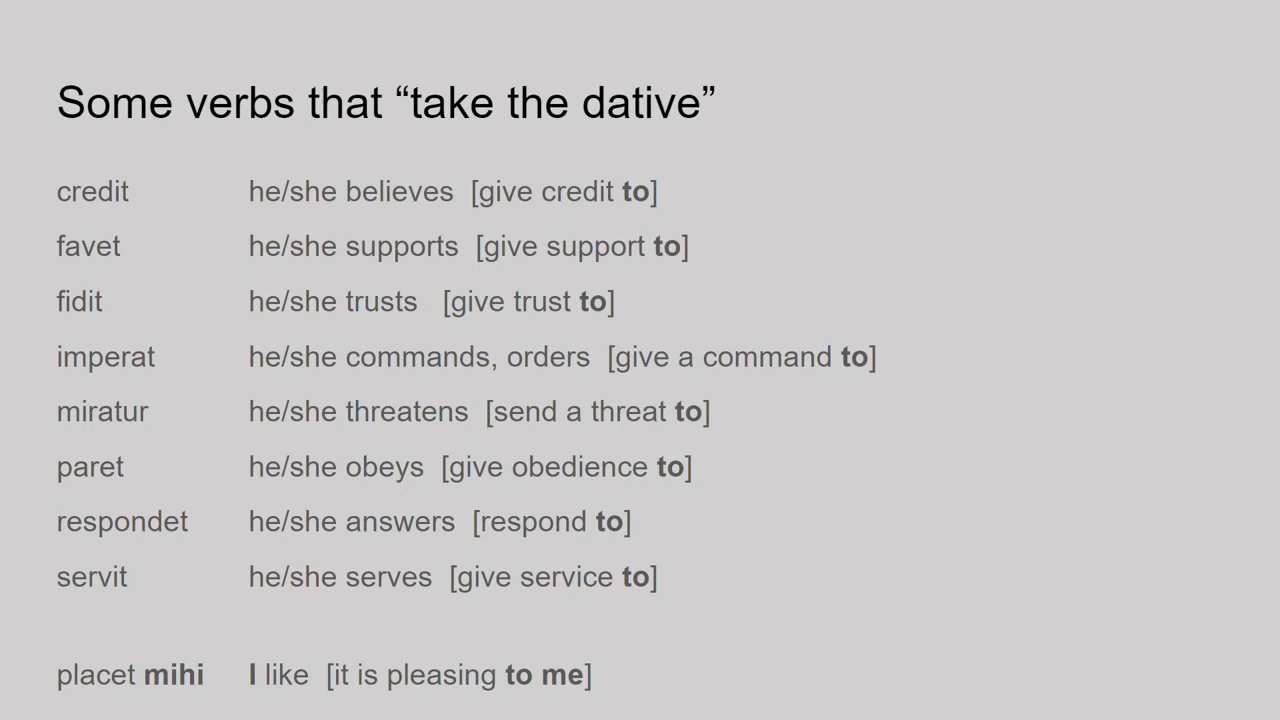 Some verbs that “take the dative”
credit he/she believes [give credit to]
favet he/she supports [give support to]
fidit he/she trusts [give trust to]
imperat he/she commands, orders [give a command to]
miratur he/she threatens [send a threat to]
paret he/she obeys [give obedience to]
respondet he/she answers [respond to]
servit he/she serves [give service to]
placet mihi I like [it is pleasing to me]